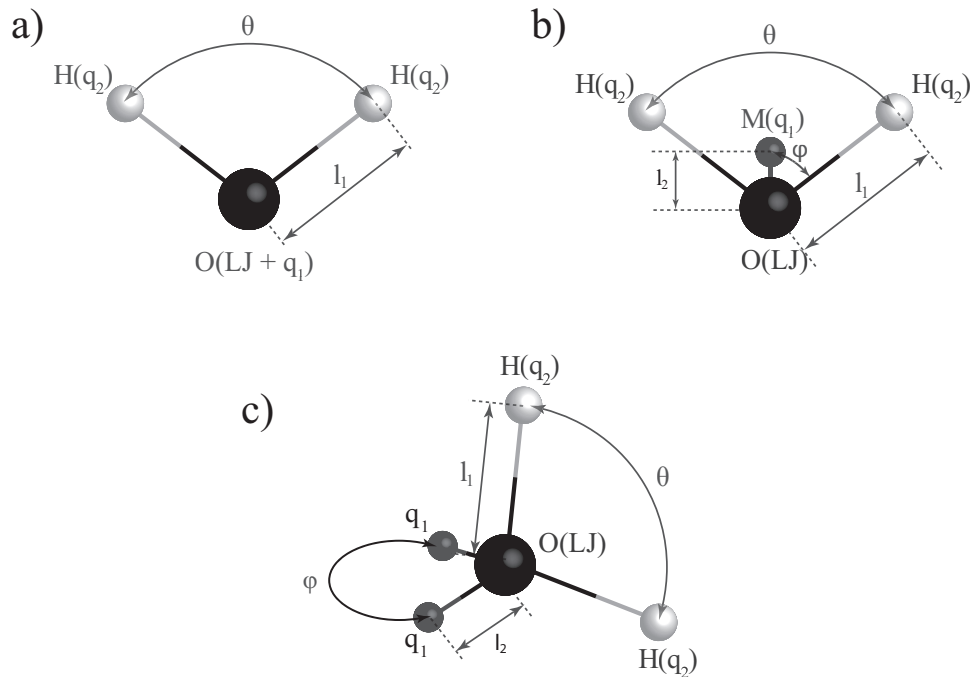 a)
θ
H(q₂)
H(q₂)
l₁
O(LJ + q₁)
b)
θ
H(q₂)
H(q₂)
M(q₁)
φ
l₂
l₁
O(LJ)
c)
H(q₂)
l₁
θ
q₁
O(LJ)
φ
q₁
l₂
H(q₂)